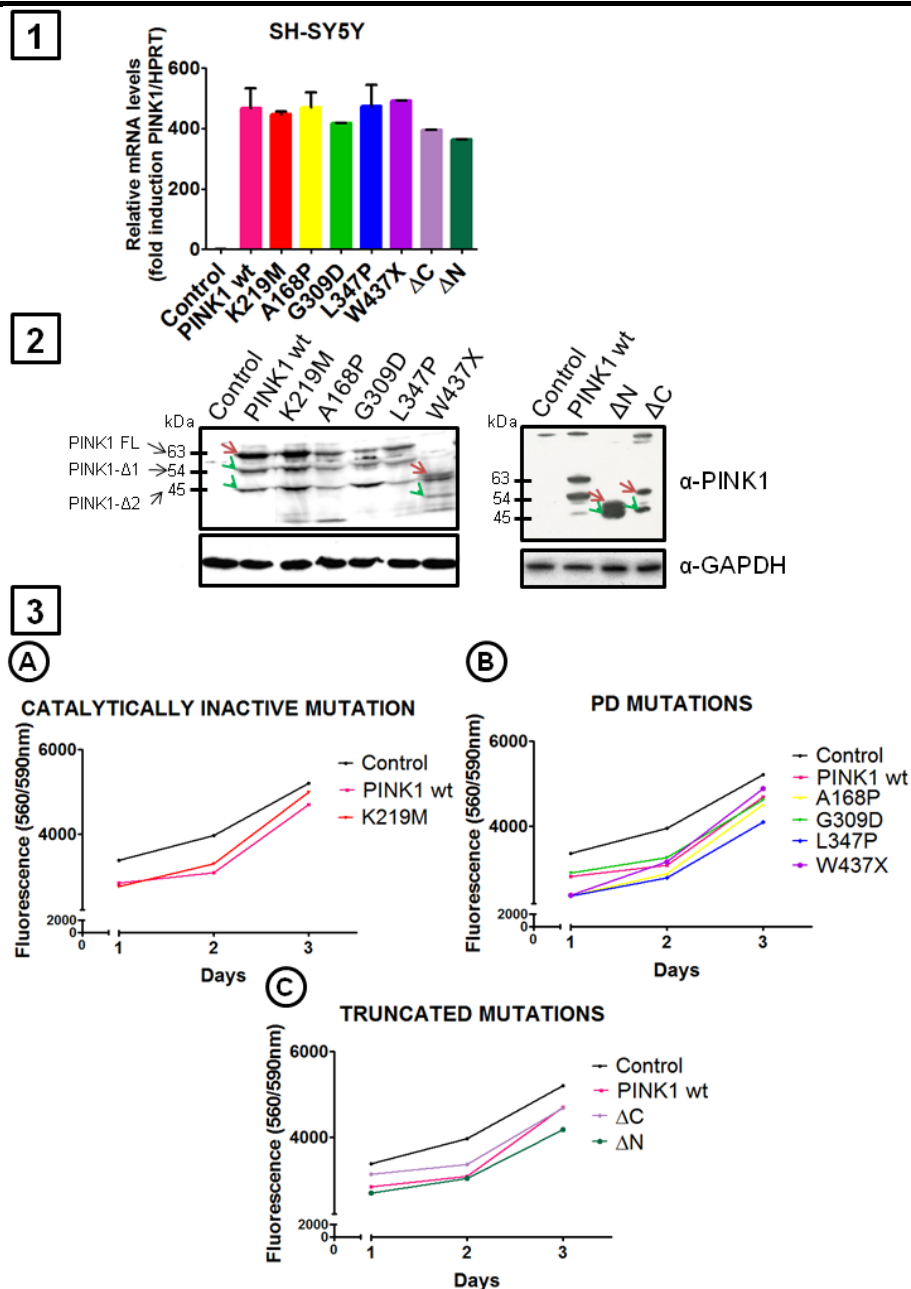 1
SH-SY5Y
Relative mRNA levels
(fold induction PINK1/HPRT)
600
400
200
0
Control
PINK1 wt
K219M
A168P
G309D
L347P
W437X
ΔC
ΔN
2
Control
PINK1 wt
K219M
A168P
G309D
L347P
W437X
kDa
PINK1 FL
63
PINK1-Δ1
54
PINK1-Δ2
45
Control
PINK1 wt
ΔN
ΔC
kDa
63
54
45
α-PINK1
α-GAPDH
3
A
CATALYTICALLY INACTIVE MUTATION
Fluorescence (560/590nm)
6000
4000
2000
0
0
1
2
3
Days
Control
PINK1 wt
K219M
B
PD MUTATIONS
Fluorescence (560/590nm)
6000
4000
2000
0
0
1
2
3
Days
Control
PINK1 wt
A168P
G309D
L347P
W437X
C
TRUNCATED MUTATIONS
Fluorescence (560/590nm)
6000
4000
2000
0
0
1
2
3
Days
Control
PINK1 wt
ΔC
ΔN